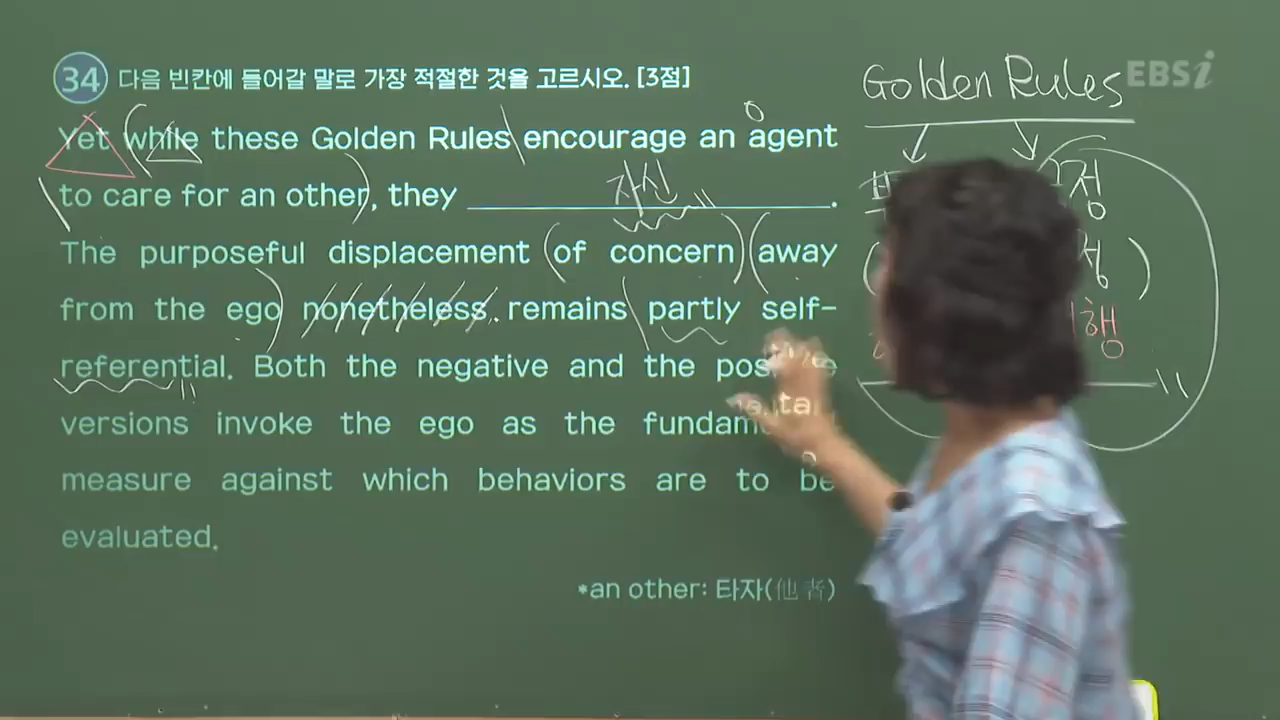 34 다음 빈칸에 들어갈 말로 가장 적절한 것을 고르시오. [3점]
Yet while these Golden Rules encourage an agent
to care for an other, they
자신
The purposeful displacement of concern away
from the ego nonetheless remains partly self-
referential. Both the negative and the
versions invoke the ego as the
measure against which behaviors are to be
evaluated.
*an other: 타자(他者)
Golden Rules
EBSi